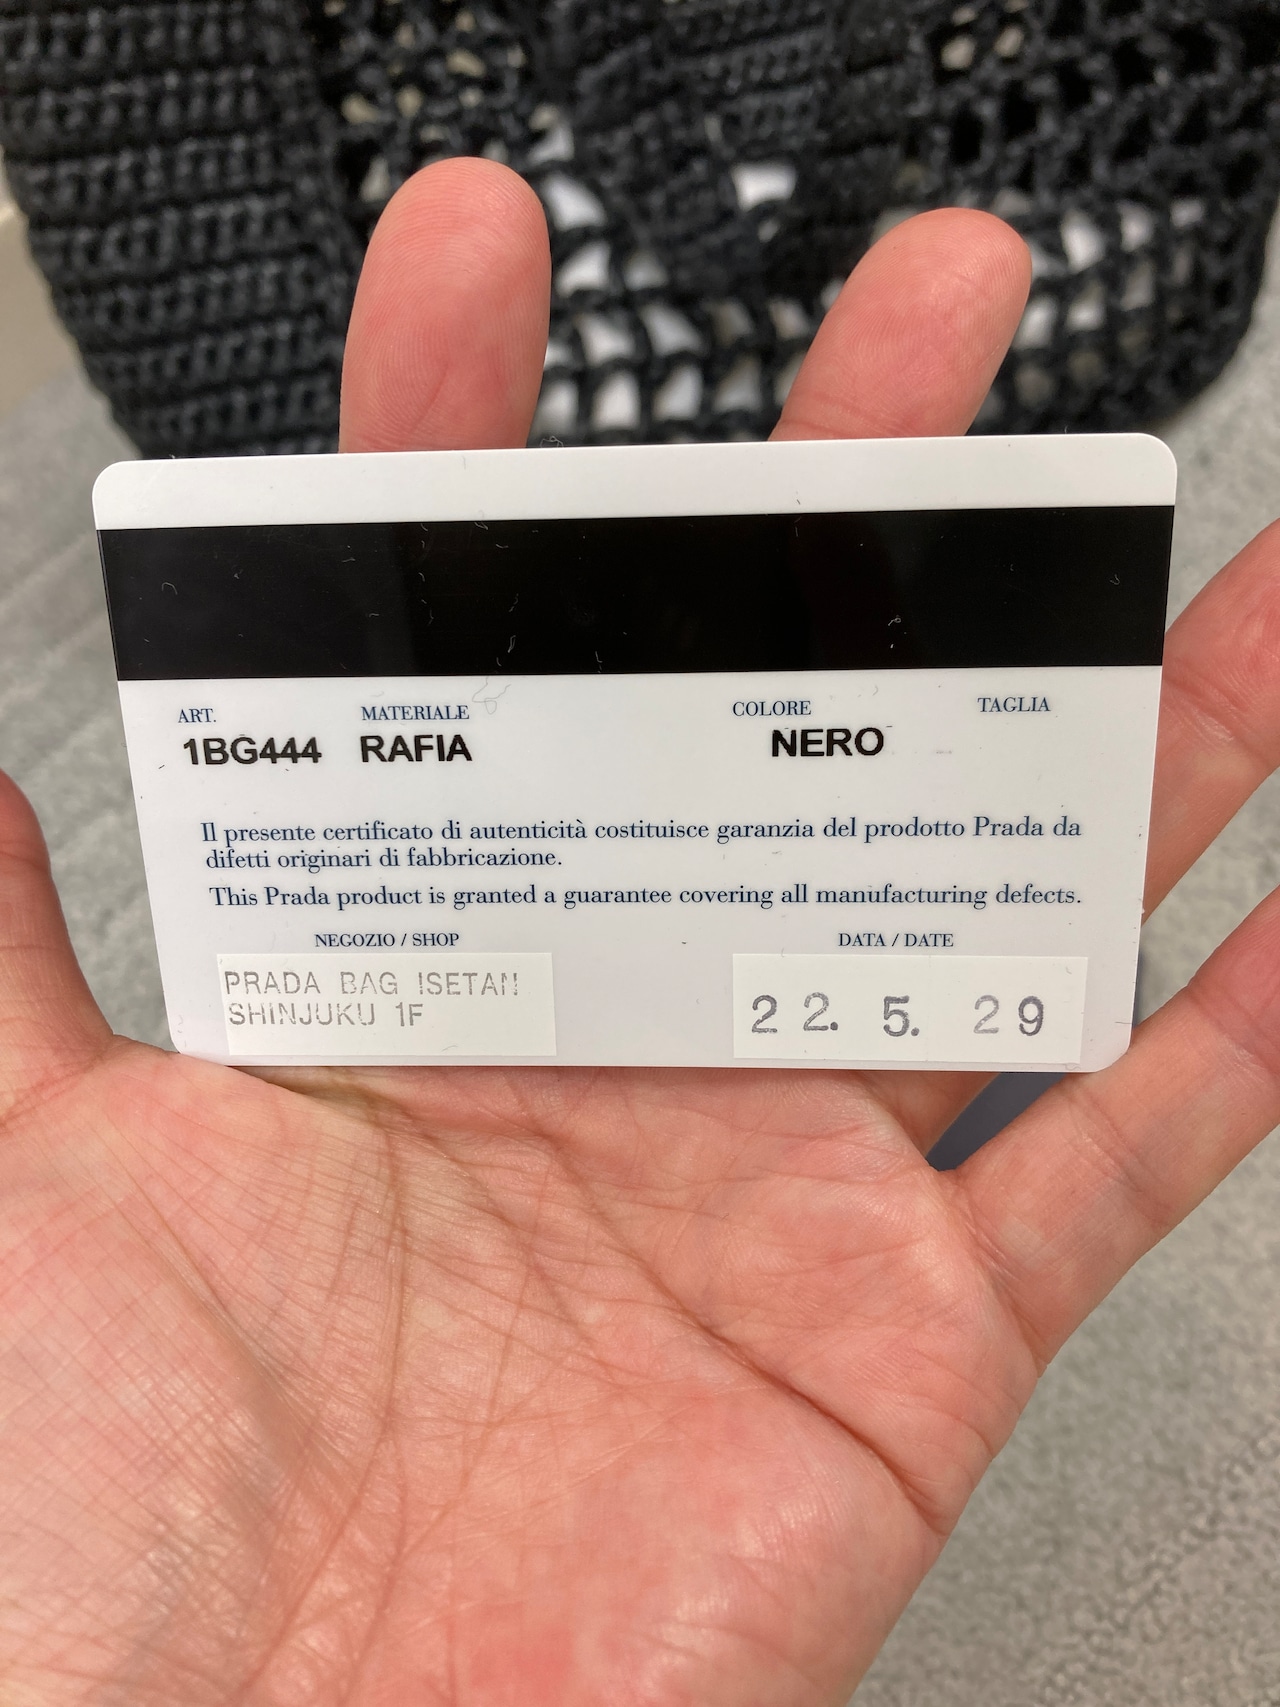 ART. MATERIALE COLORE TAGLIA
1BG444 RAFIA NERO
Il presente certificato di autenticità costituisce garanzia del prodotto Prada da
difetti originari di fabbricazione.
This Prada product is granted a guarantee covering all manufacturing defects.
NEGOZIO / SHOP DATA / DATE
PRADA BAG ISETAN
SHINJUKU 1F
22. 5. 29